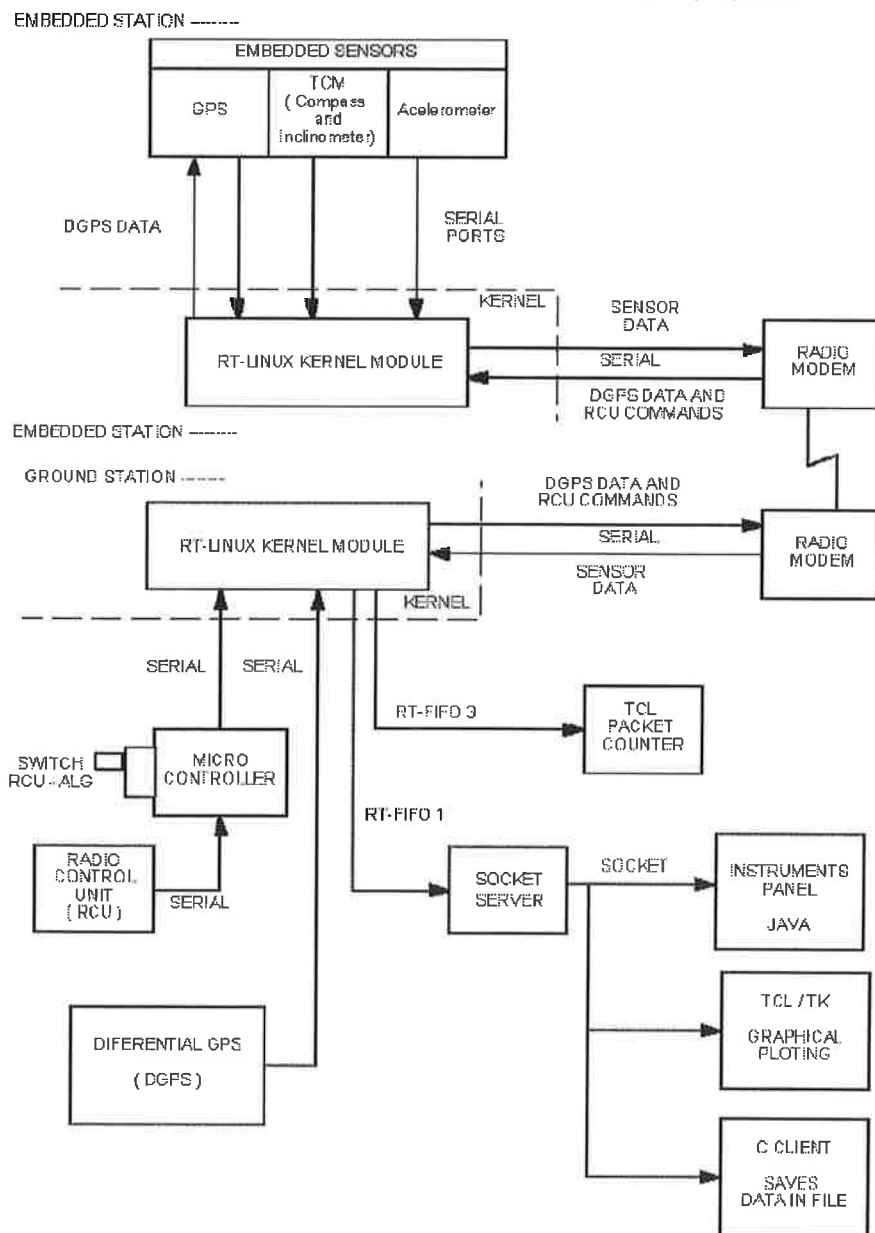 EMBEDDED STATION --------
EMBEDDED SENSORS
GPS
TCM
( Compass
and
Inclinometer)
Acelerometer
DGPS DATA
SERIAL
PORTS
KERNEL
RT-LINUX KERNEL MODULE
SENSOR
DATA
SERIAL
DGPS DATA AND
RCU COMMANDS
RADIO
MODEM
EMBEDDED STATION --------
GROUND STATION ------
RT-LINUX KERNEL MODULE
KERNEL
DGPS DATA AND
RCU COMMANDS
SERIAL
SENSOR
DATA
RADIO
MODEM
SERIAL
SERIAL
RT-FIFO 3
TCL
PACKET
COUNTER
SWITCH
RCU-ALG
MICRO
CONTROLLER
RT-FIFO 1
RADIO
CONTROL
UNIT
( RCU )
SERIAL
SOCKET
SERVER
SOCKET
INSTRUMENTS
PANEL
JAVA
DIFERENTIAL GPS
( DGPS )
TCL / TK
GRAPHICAL
PLOTING
C CLIENT
SAVES
DATA IN FILE